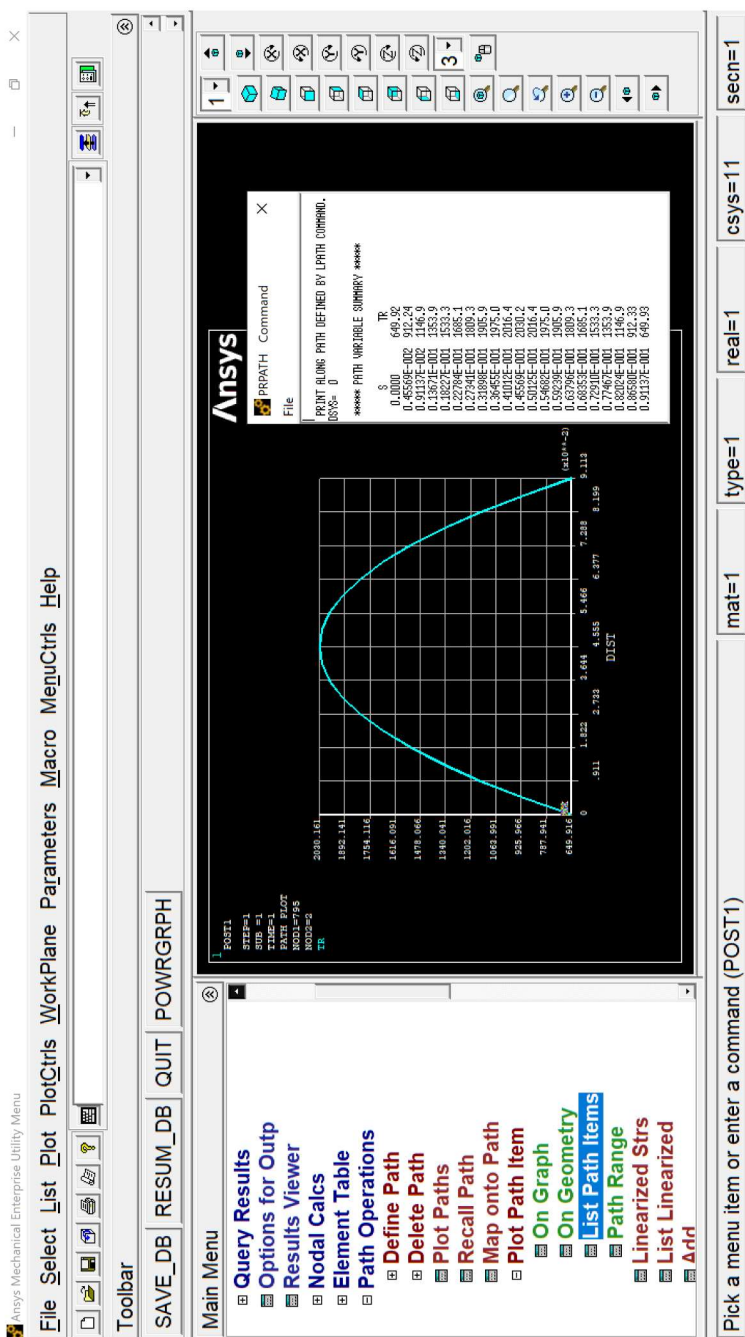 Ansys Mechanical Enterprise Utility Menu
File Select List Plot PlotCtrls WorkPlane Parameters Macro MenuCtrls Help
Toolbar
SAVE_DB RESUM_DB QUIT POWRGRPH
Main Menu
Query Results
Options for Outp
Results Viewer
Nodal Calcs
Element Table
Path Operations
Define Path
Delete Path
Plot Paths
Recall Path
Map onto Path
Plot Path Item
On Graph
On Geometry
List Path Items
Path Range
Linearized Strs
List Linearized
Add
1
POST1
STEP=1
SUB =1
TIME=1
PATH PLOT
NOD1=795
NOD2=2
TR
Ansys
2030.161
1892.141
1754.116
1616.091
1478.066
1340.041
1202.016
1063.991
925.966
787.941
649.916
0
.911
1.822
2.733
3.644
4.555
5.466
6.377
7.288
8.199
9.113
(x10**-2)
DIST
PRPATH Command
File
PRINT ALONG PATH DEFINED BY LPATH COMMAND.
DSYS= 0
***** PATH VARIABLE SUMMARY *****
S TR
0.0000 649.92
0.45569E-002 912.24
0.91137E-002 1146.9
0.13671E-001 1353.9
0.18227E-001 1533.3
0.22784E-001 1685.1
0.27341E-001 1809.3
0.31898E-001 1905.9
0.36455E-001 1975.0
0.41012E-001 2016.4
0.45569E-001 2030.2
0.50125E-001 2016.4
0.54682E-001 1975.0
0.59239E-001 1905.9
0.63796E-001 1809.3
0.68353E-001 1685.1
0.72910E-001 1533.3
0.77467E-001 1353.9
0.82024E-001 1146.9
0.86580E-001 912.33
0.91137E-001 649.93
1
3
Pick a menu item or enter a command (POST1)
mat=1
type=1
real=1
csys=11
secn=1